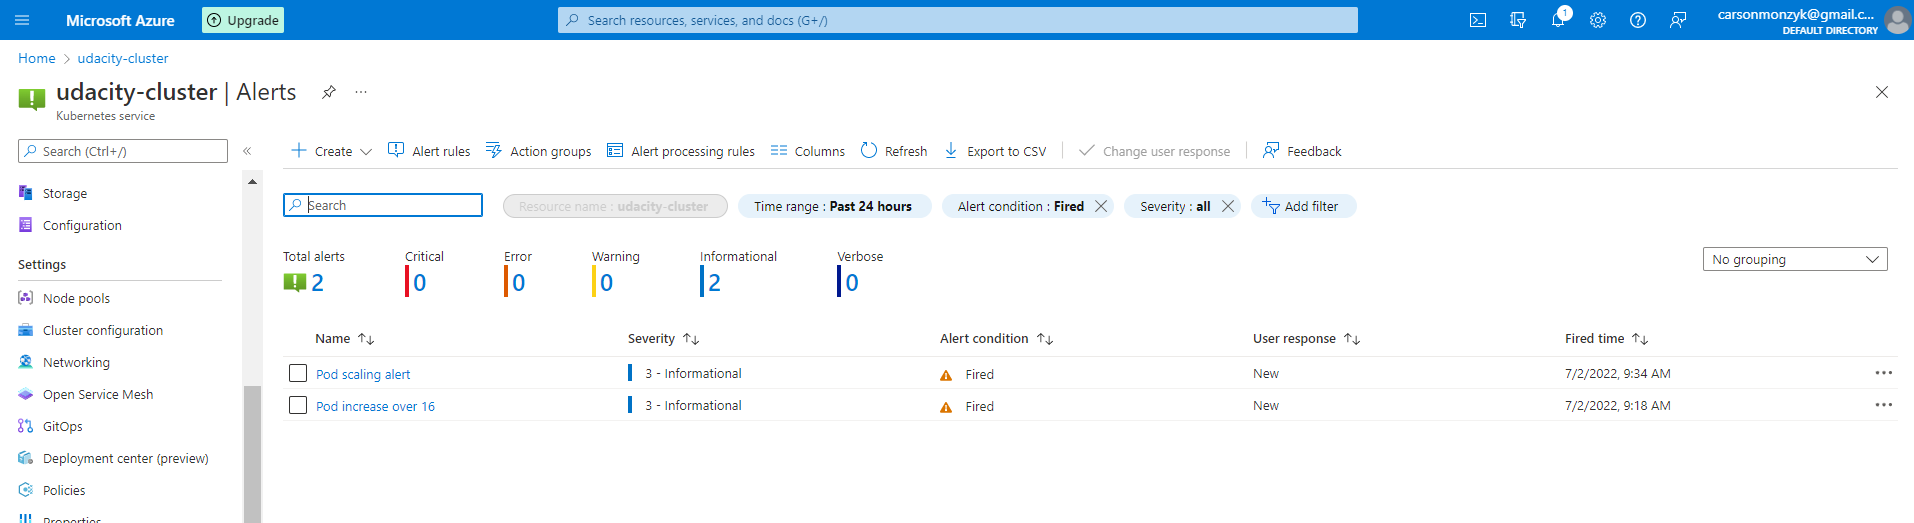 Microsoft Azure
Upgrade
Search resources, services, and docs (G+/)
1
carsonmonzyk@gmail.c...
DEFAULT DIRECTORY
Home > udacity-cluster
udacity-cluster | Alerts
Kubernetes service
Search (Ctrl+/)
Storage
Configuration
Settings
Node pools
Cluster configuration
Networking
Open Service Mesh
GitOps
Deployment center (preview)
Policies
Properties
Create Alert rules Action groups Alert processing rules Columns Refresh Export to CSV Change user response Feedback
Search Resource name : udacity-cluster Time range : Past 24 hours Alert condition : Fired Severity : all Add filter
Total alerts Critical Error Warning Informational Verbose
2 0 0 0 2 0
No grouping
Name Severity Alert condition User response Fired time
Pod scaling alert 3 - Informational Fired New 7/2/2022, 9:34 AM
Pod increase over 16 3 - Informational Fired New 7/2/2022, 9:18 AM